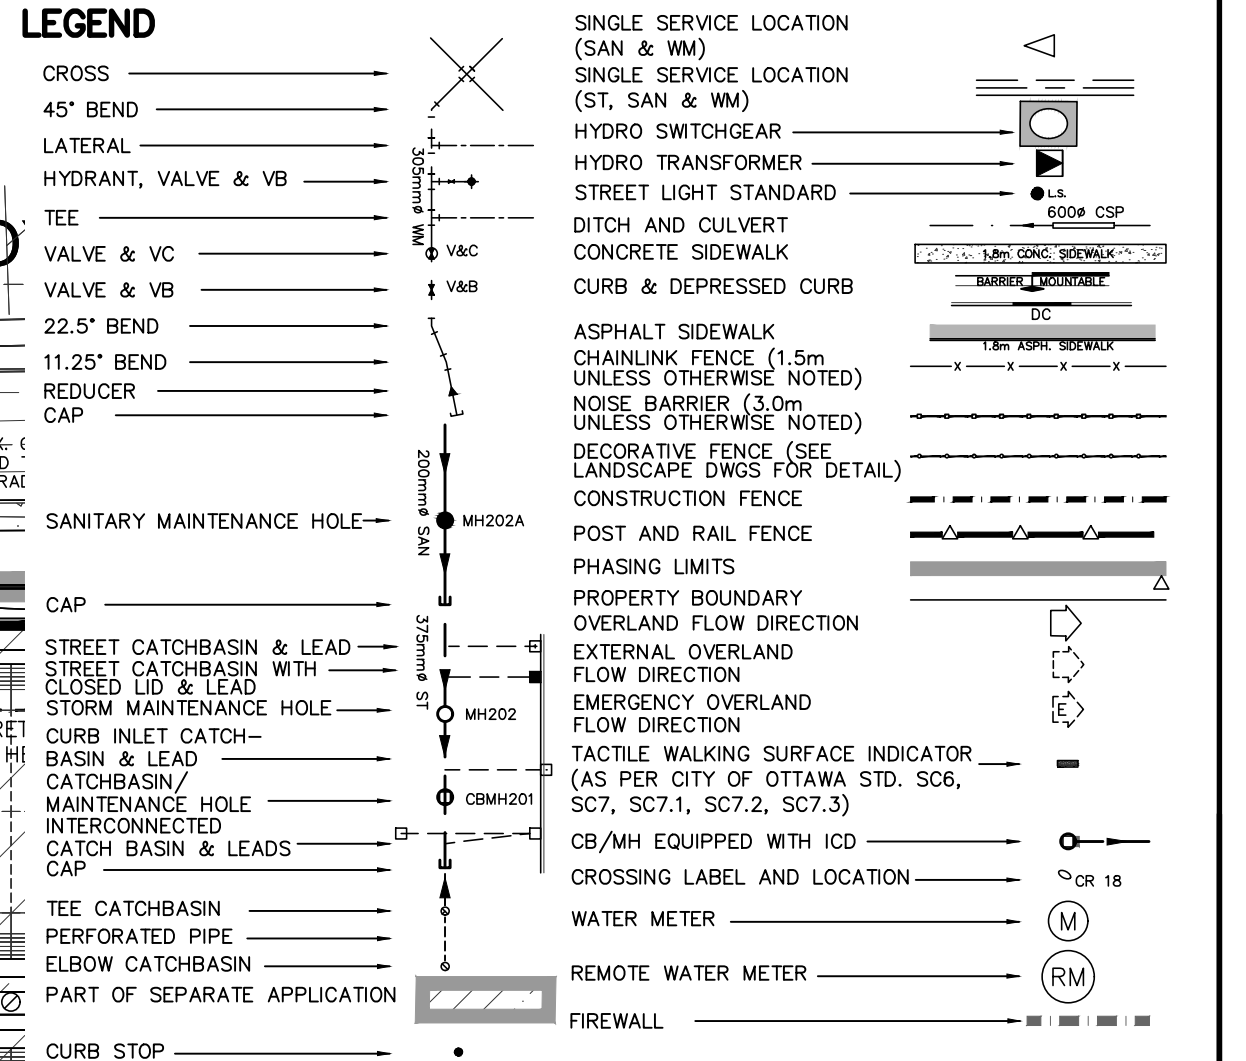 LEGEND
CROSS
45° BEND
LATERAL
HYDRANT, VALVE & VB
TEE
VALVE & VC
VALVE & VB
22.5° BEND
11.25° BEND
REDUCER
CAP
SANITARY MAINTENANCE HOLE
CAP
STREET CATCHBASIN & LEAD
STREET CATCHBASIN WITH
CLOSED LID & LEAD
STORM MAINTENANCE HOLE
CURB INLET CATCH-
BASIN & LEAD
CATCHBASIN/
MAINTENANCE HOLE
INTERCONNECTED
CATCH BASIN & LEADS
CAP
TEE CATCHBASIN
PERFORATED PIPE
ELBOW CATCHBASIN
PART OF SEPARATE APPLICATION
CURB STOP
305mmø WM
V&C
V&B
200mmø SAN
MH202A
375mmø ST
MH202
CBMH201
SINGLE SERVICE LOCATION
(SAN & WM)
SINGLE SERVICE LOCATION
(ST, SAN & WM)
HYDRO SWITCHGEAR
HYDRO TRANSFORMER
STREET LIGHT STANDARD
L.S.
DITCH AND CULVERT
600ø CSP
CONCRETE SIDEWALK
1.8m CONC. SIDEWALK
CURB & DEPRESSED CURB
BARRIER MOUNTABLE
DC
ASPHALT SIDEWALK
1.8m ASPH. SIDEWALK
CHAINLINK FENCE (1.5m
UNLESS OTHERWISE NOTED)
X X X X
NOISE BARRIER (3.0m
UNLESS OTHERWISE NOTED)
DECORATIVE FENCE (SEE
LANDSCAPE DWGS FOR DETAIL)
CONSTRUCTION FENCE
POST AND RAIL FENCE
PHASING LIMITS
PROPERTY BOUNDARY
OVERLAND FLOW DIRECTION
EXTERNAL OVERLAND
FLOW DIRECTION
EMERGENCY OVERLAND
FLOW DIRECTION
E
TACTILE WALKING SURFACE INDICATOR
(AS PER CITY OF OTTAWA STD. SC6,
SC7, SC7.1, SC7.2, SC7.3)
CB/MH EQUIPPED WITH ICD
CROSSING LABEL AND LOCATION
CR 18
WATER METER
M
REMOTE WATER METER
RM
FIREWALL